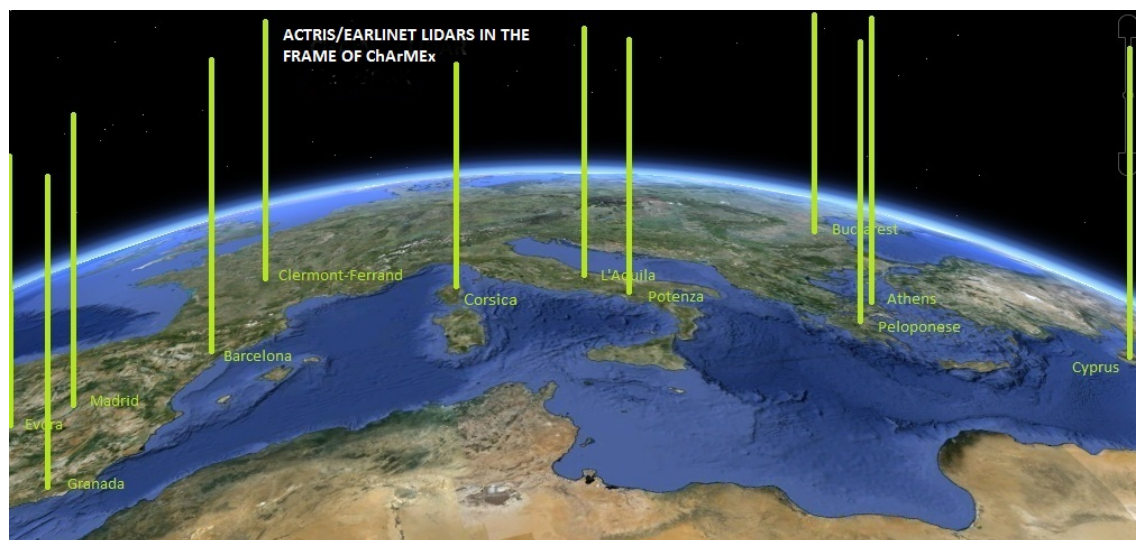 ACTRIS/EARLINET LIDARS IN THE
FRAME OF ChArMEx
Bucharest
Clermont-Ferrand
L'Aquila
Corsica
Potenza
Athens
Peloponese
Barcelona
Cyprus
Madrid
Evora
Granada